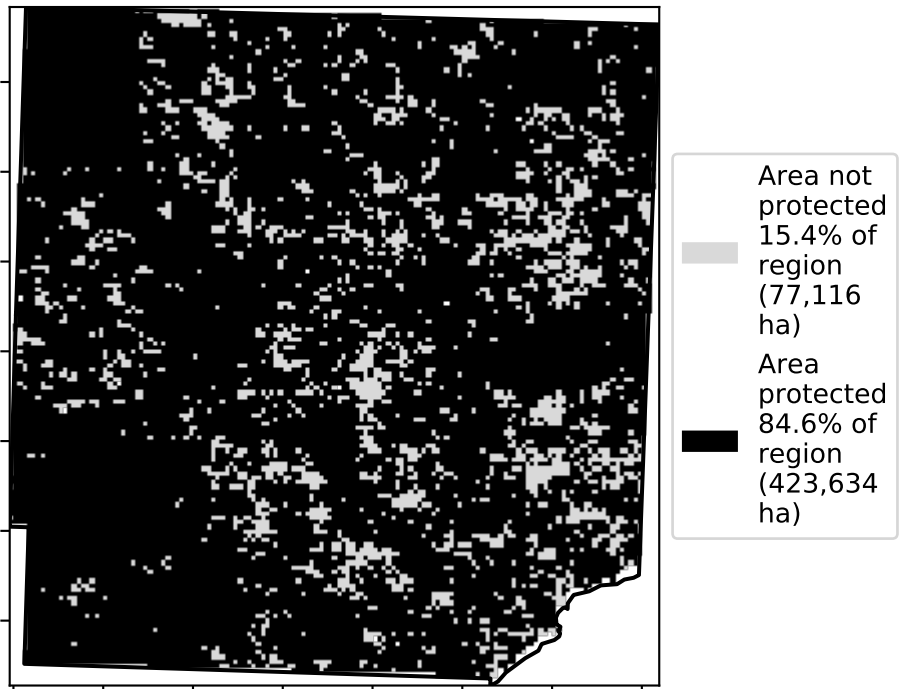 Area not
protected
15.4% of
region
(77,116
ha)
Area
protected
84.6% of
region
(423,634
ha)